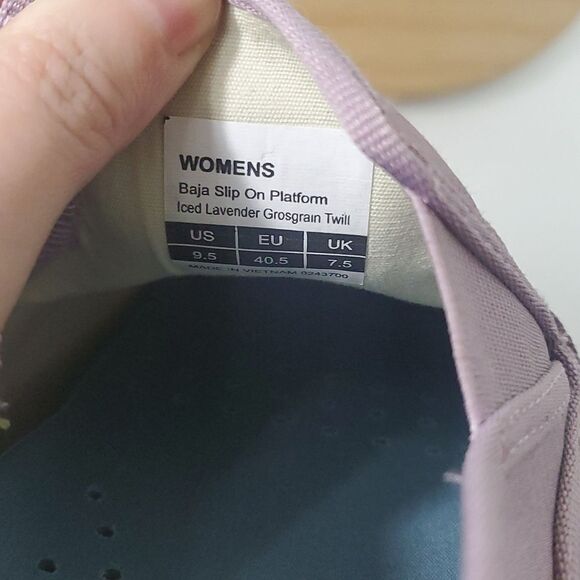 WOMENS
Baja Slip On Platform
Iced Lavender Grosgrain Twill
US EU UK
9.5 40.5 7.5
MADE IN VIETNAM 0243700